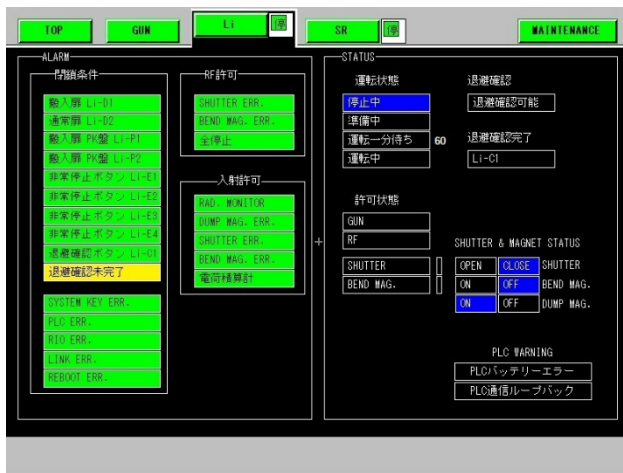 TOP
GUN
Li
停
SR
停
MAINTENANCE
ALARM
閉鎖条件
搬入扉 Li-D1
通常扉 Li-D2
搬入扉 PK盤 Li-P1
搬入扉 PK盤 Li-P2
非常停止ボタン Li-E1
非常停止ボタン Li-E2
非常停止ボタン Li-E3
非常停止ボタン Li-E4
退避確認ボタン Li-C1
退避確認未完了
SYSTEM KEY ERR.
PLC ERR.
RIO ERR.
LINK ERR.
REBOOT ERR.
RF許可
SHUTTER ERR.
BEND MAG. ERR.
全停止
入射許可
RAD. MONITOR
DUMP MAG. ERR.
SHUTTER ERR.
BEND MAG. ERR.
電荷積算計
STATUS
運転状態
停止中
準備中
運転一分待ち 60
運転中
退避確認
退避確認可能
退避確認完了
Li-C1
許可状態
GUN
RF
SHUTTER
BEND MAG.
SHUTTER & MAGNET STATUS
OPEN CLOSE SHUTTER
ON OFF BEND MAG.
ON OFF DUMP MAG.
PLC WARNING
PLCバッテリーエラー
PLC通信ループバック